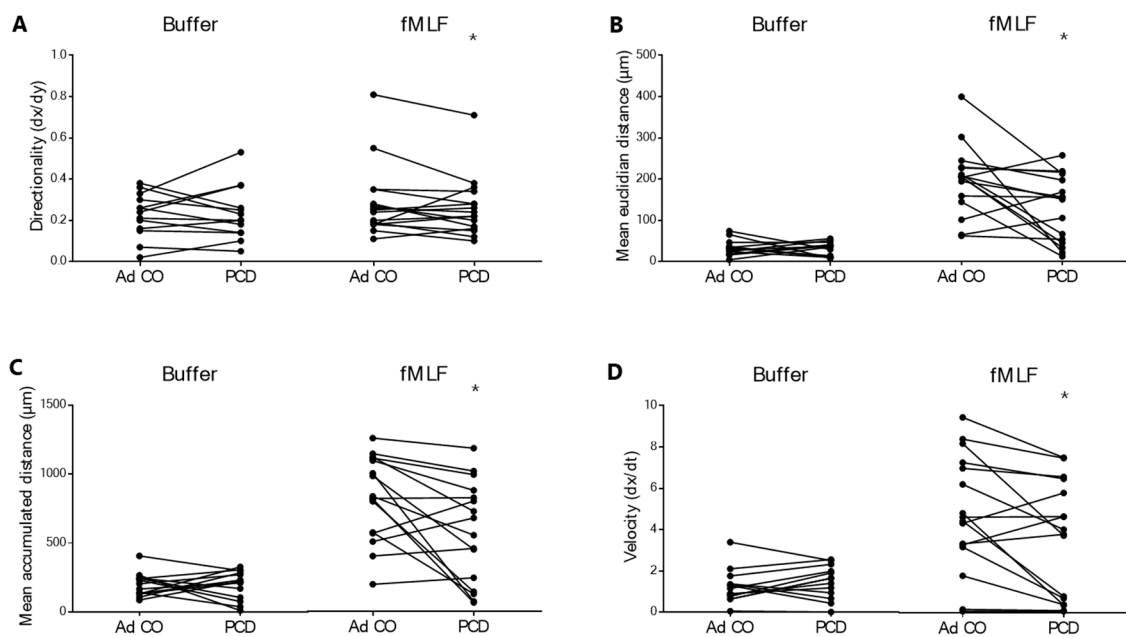 A
Buffer
fMLF
*
Directionality (dx/dy)
1.0
0.8
0.6
0.4
0.2
0.0
Ad CO
PCD
Ad CO
PCD
B
Buffer
fMLF
*
Mean euclidian distance (µm)
500
400
300
200
100
0
Ad CO
PCD
Ad CO
PCD
C
Buffer
fMLF
*
Mean accumulated distance (µm)
1500
1000
500
0
Ad CO
PCD
Ad CO
PCD
D
Buffer
fMLF
*
Velocity (dx/dt)
10
8
6
4
2
0
Ad CO
PCD
Ad CO
PCD